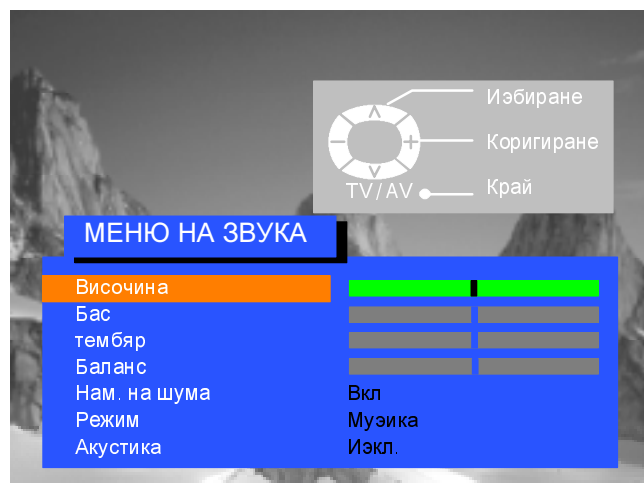 Иэбиране
Коригиране
TV/AV Край
МЕНЮ НА ЗВУКА
Височина
Бас
тембяр
Баланс
Нам. на шума Вкл
Режим Муэика
Акустика Иэкл.